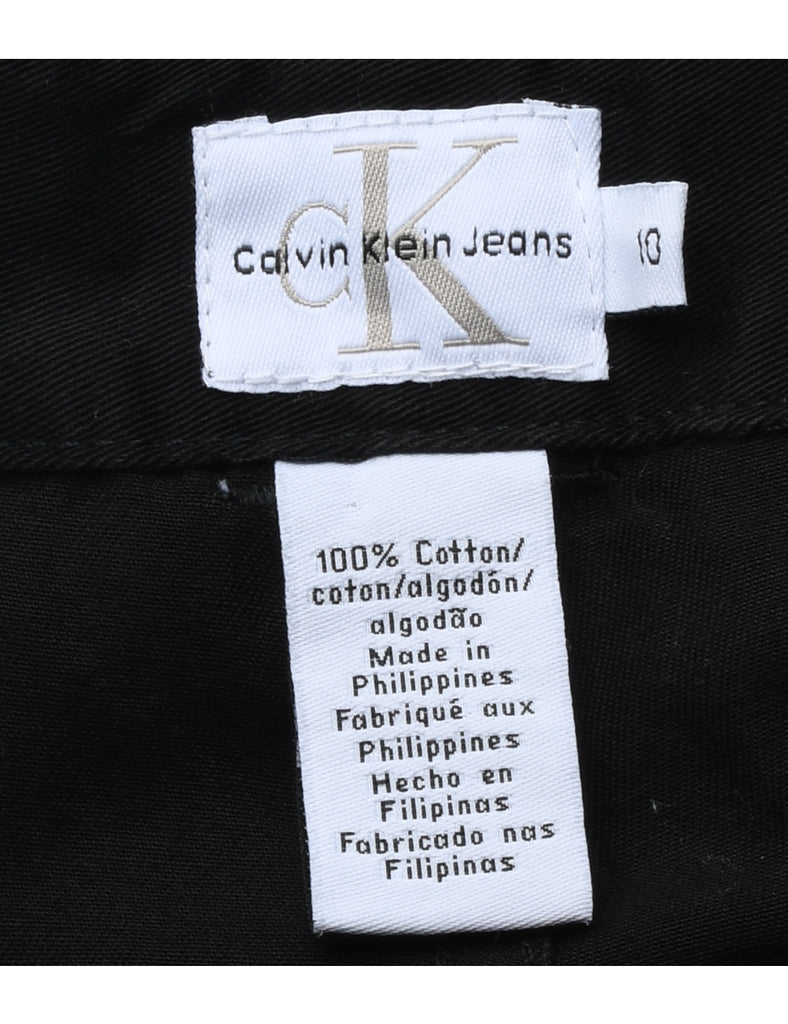 CK
Calvin Klein Jeans
10
100% Cotton/
coton/algodón/
algodão
Made in
Philippines
Fabriqué aux
Philippines
Hecho en
Filipinas
Fabricado nas
Filipinas